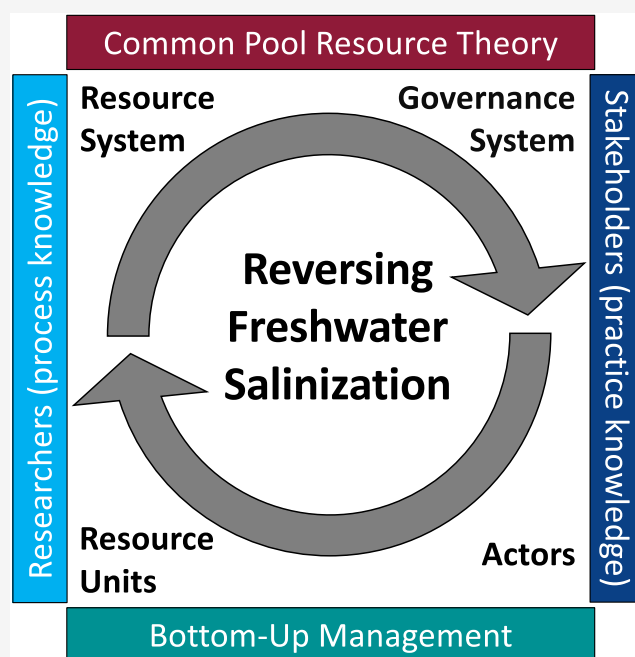 Common Pool Resource Theory
Researchers (process knowledge)
Resource
System
Governance
System
Stakeholders (practice knowledge)
Reversing
Freshwater
Salinization
Resource
Units
Actors
Bottom-Up Management